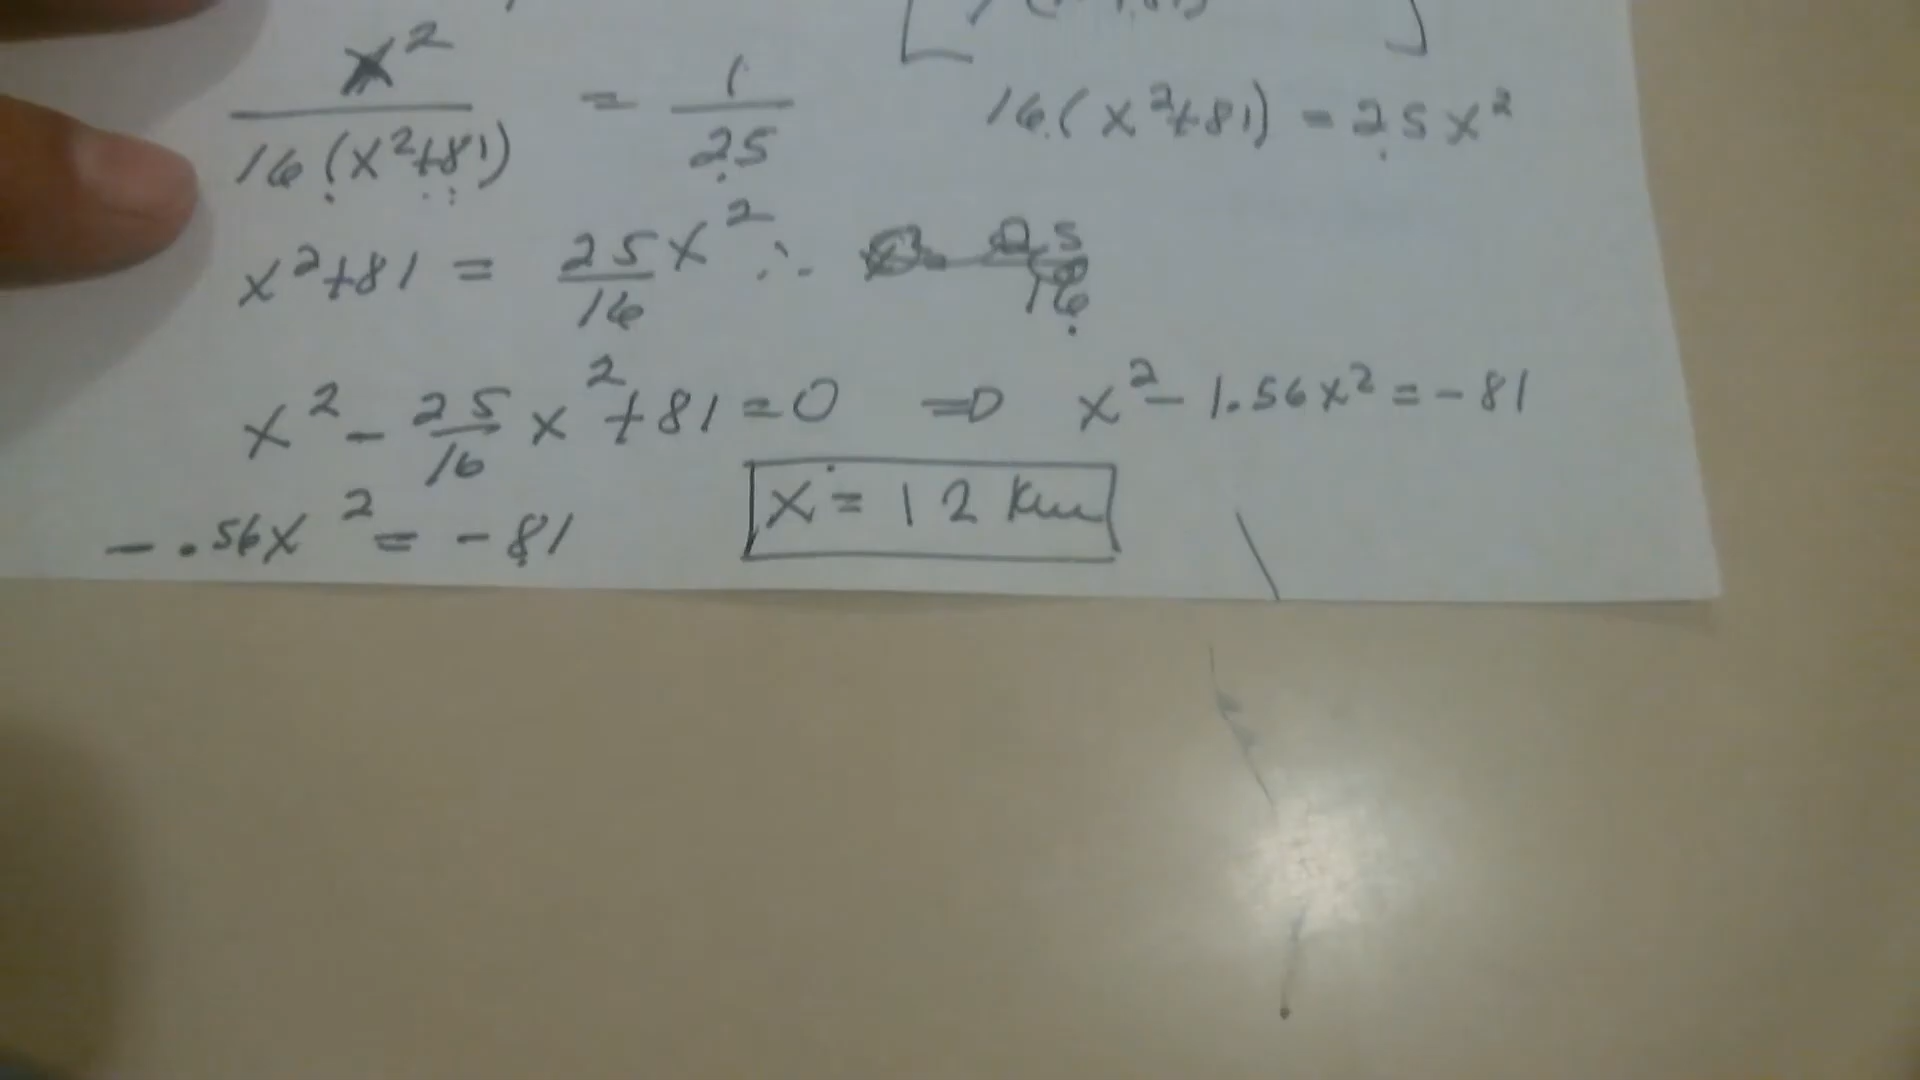 x² / 16(x²+81) = 1/25    16(x²+81) = 25x²
x²+81 = 25/16 x² ∴
x² - 25/16 x² + 81 = 0 ⇒ x² - 1.56x² = -81
- .56x² = -81    x = 12 km